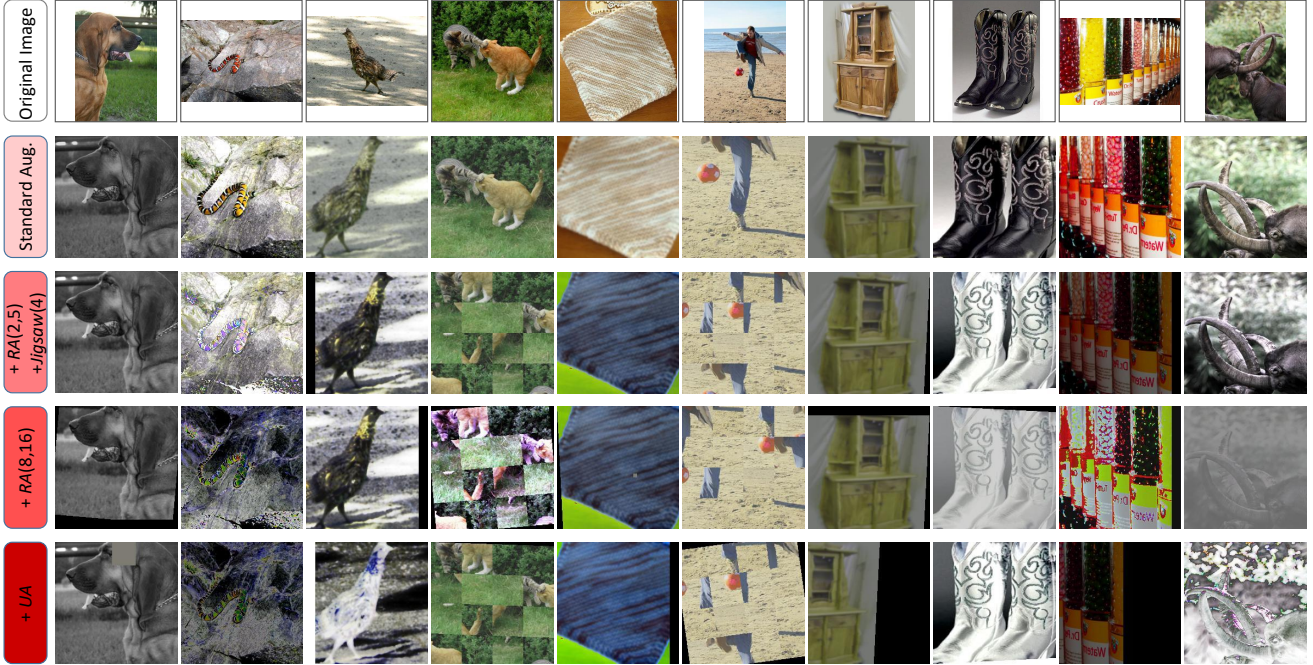 Original Image
Standard Aug.
+ RA(2,5)
+Jigsaw(4)
+ RA(8,16)
+ UA